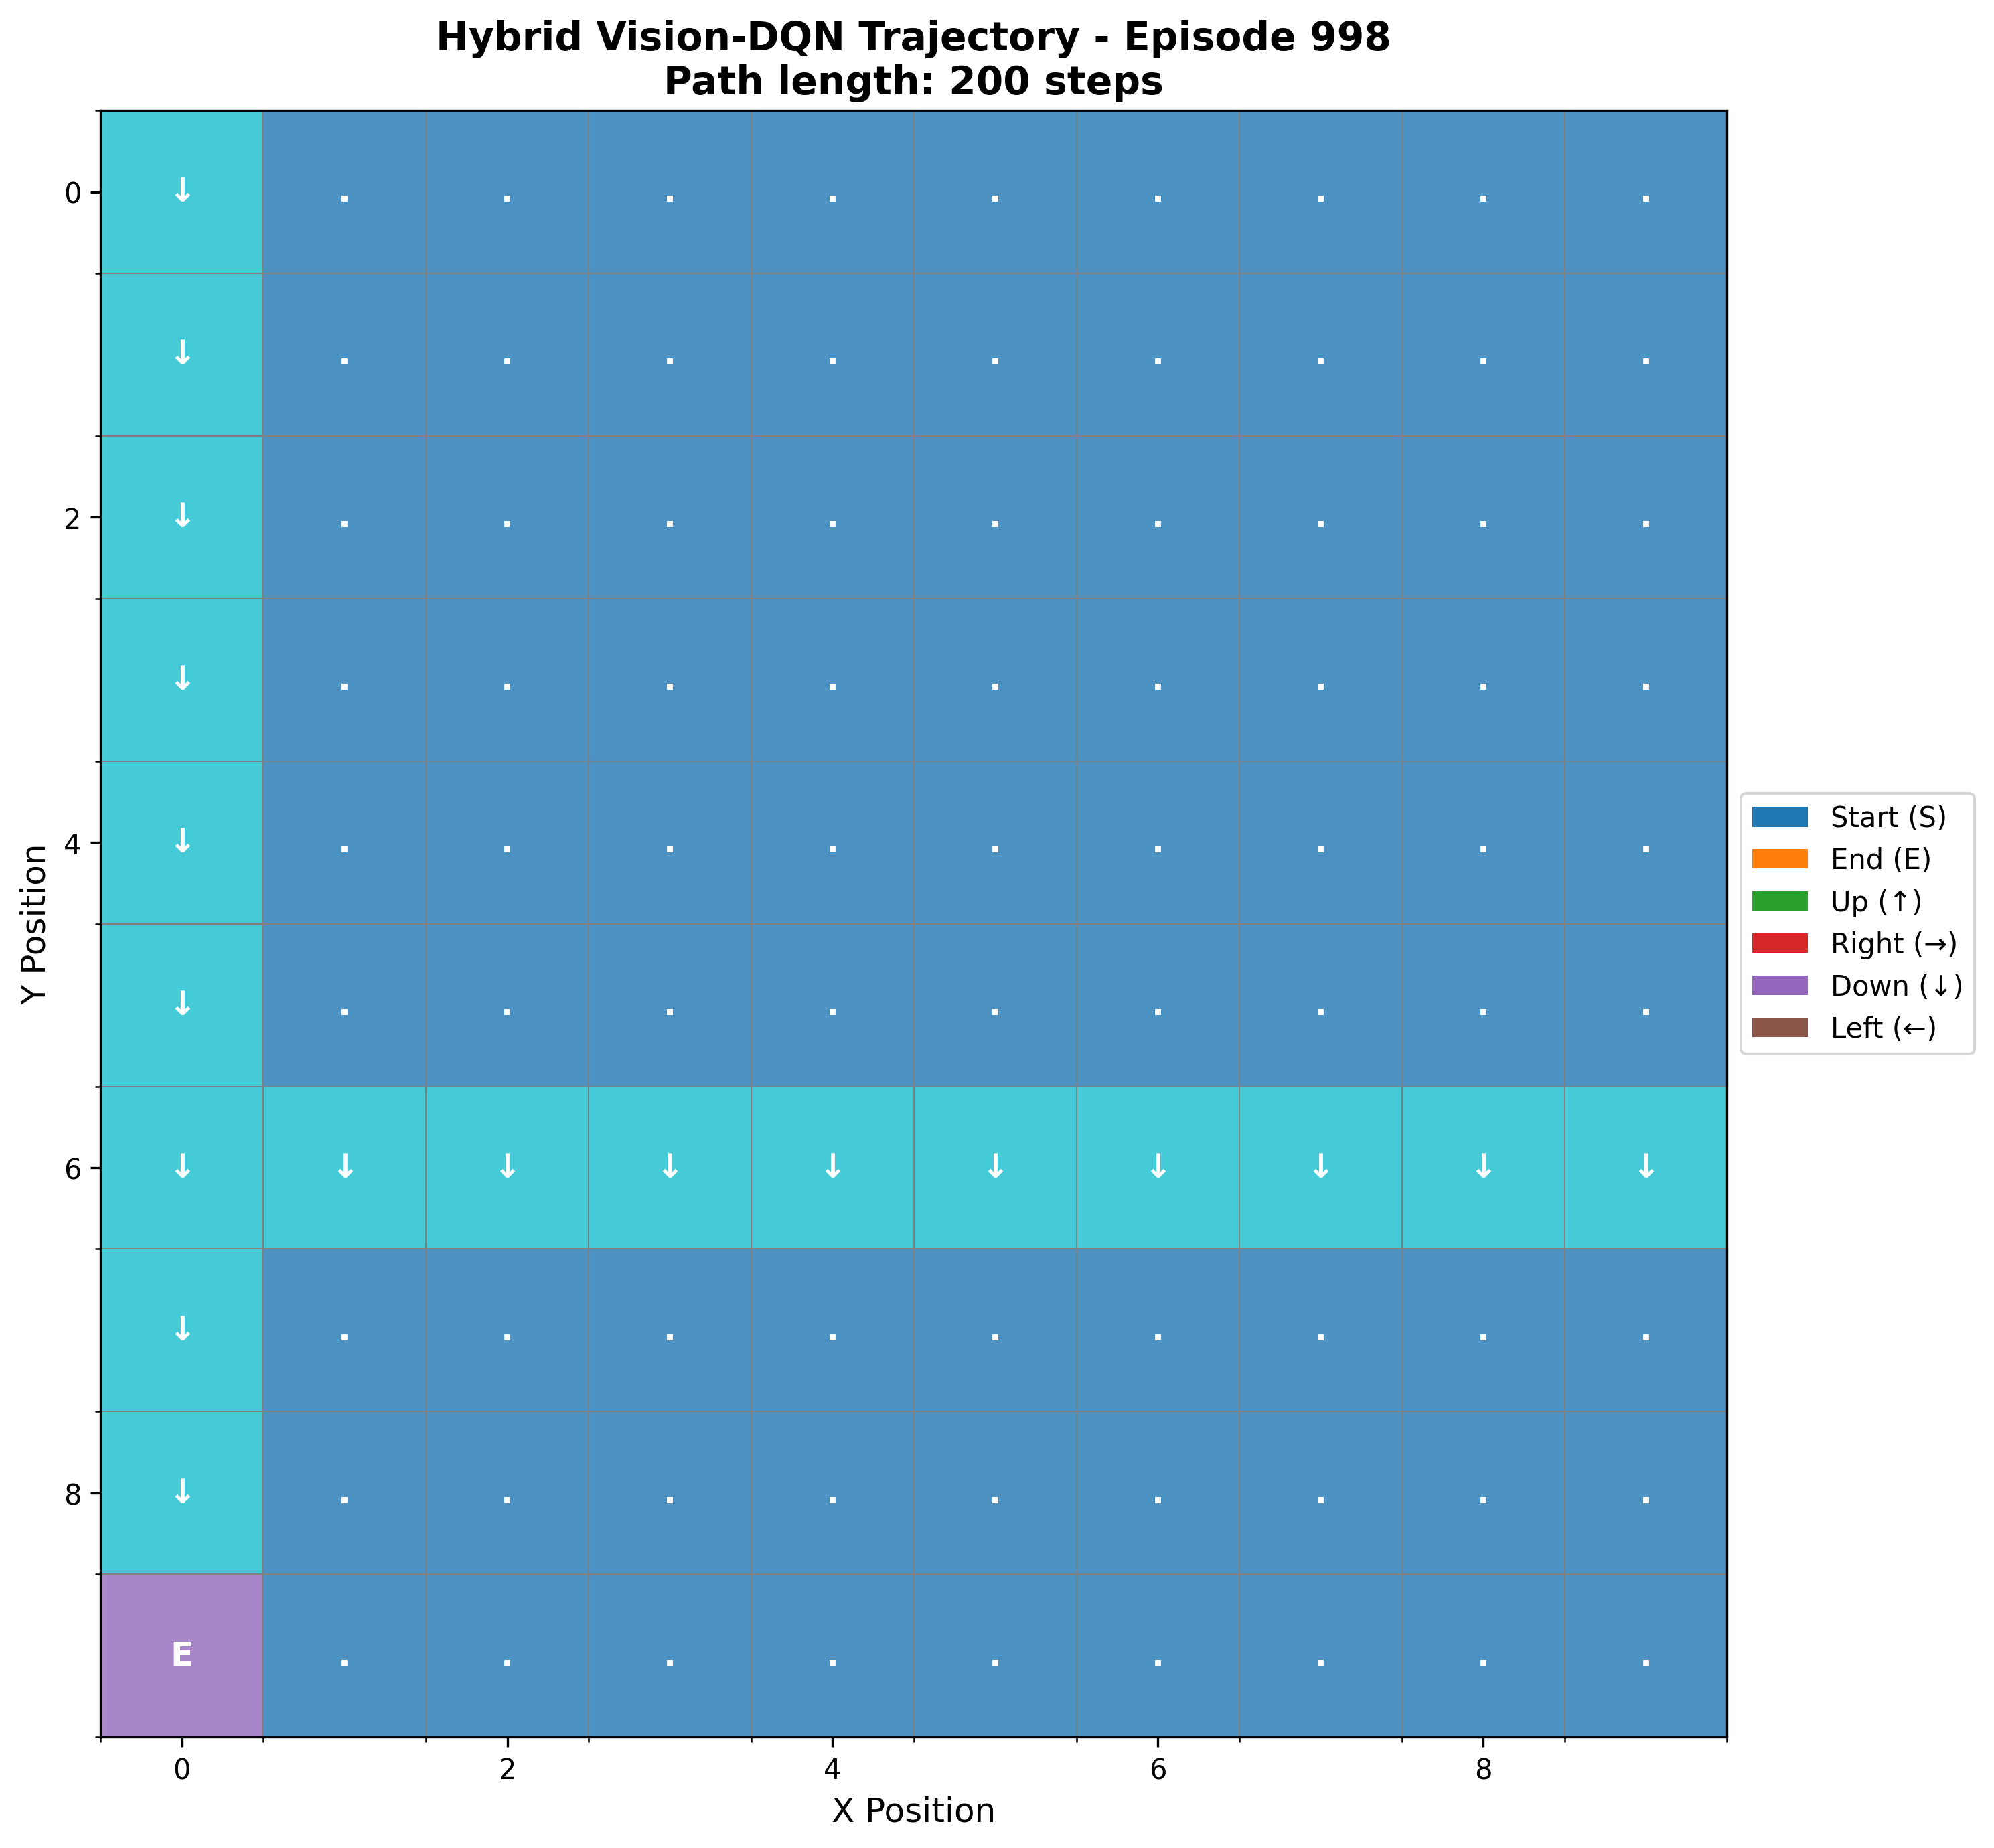 Hybrid Vision-DQN Trajectory - Episode 998
Path length: 200 steps
0 ↓ . . . . . . . . .
↓ . . . . . . . . .
2 ↓ . . . . . . . . .
↓ . . . . . . . . .
4 ↓ . . . . . . . . .
↓ . . . . . . . . .
6 ↓ ↓ ↓ ↓ ↓ ↓ ↓ ↓ ↓ ↓
↓ . . . . . . . . .
8 ↓ . . . . . . . . .
E . . . . . . . . .
0 2 4 6 8
X Position
Y Position
Start (S)
End (E)
Up (↑)
Right (→)
Down (↓)
Left (←)